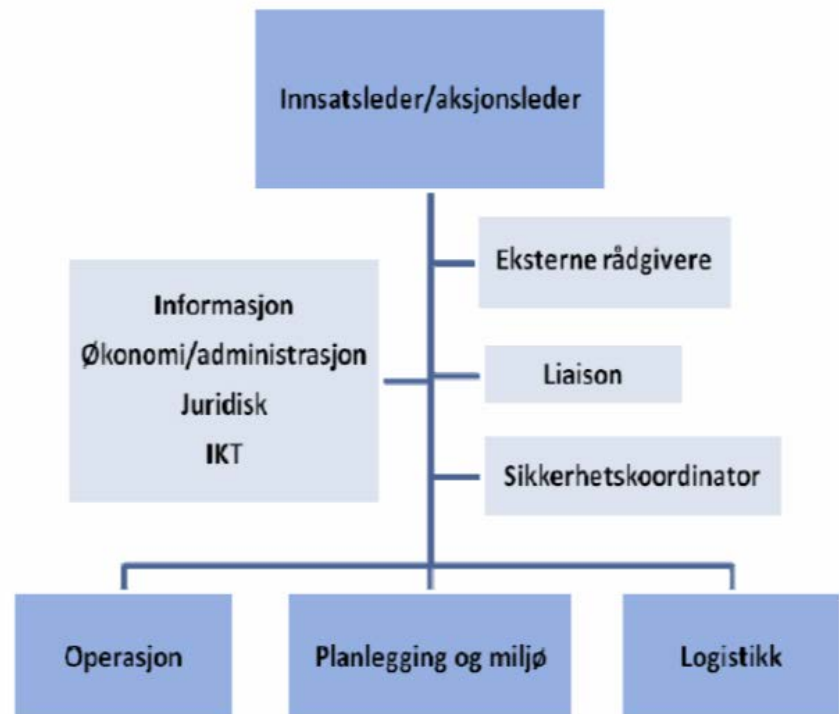 Innsatsleder/aksjonsleder
Eksterne rådgivere
Informasjon
Økonomi/administrasjon
Juridisk
IKT
Liaison
Sikkerhetskoordinator
Operasjon
Planlegging og miljø
Logistikk